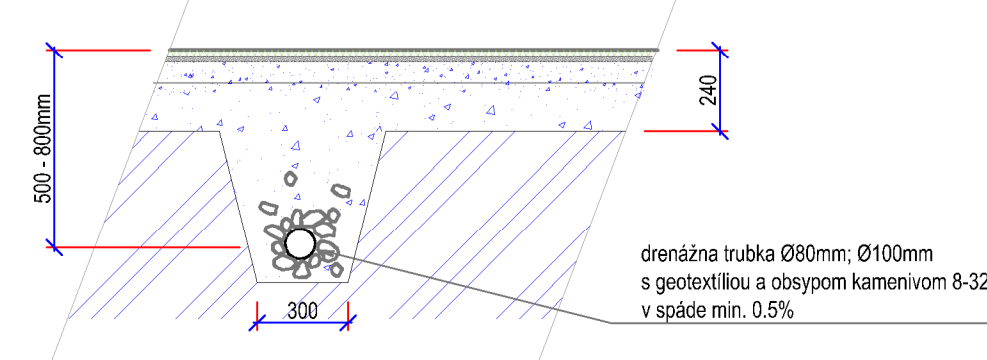 500 - 800mm
240
300
drenážna trubka Ø80mm; Ø100mm
s geotextíliou a obsypom kamenivom 8-32
v spáde min. 0.5%